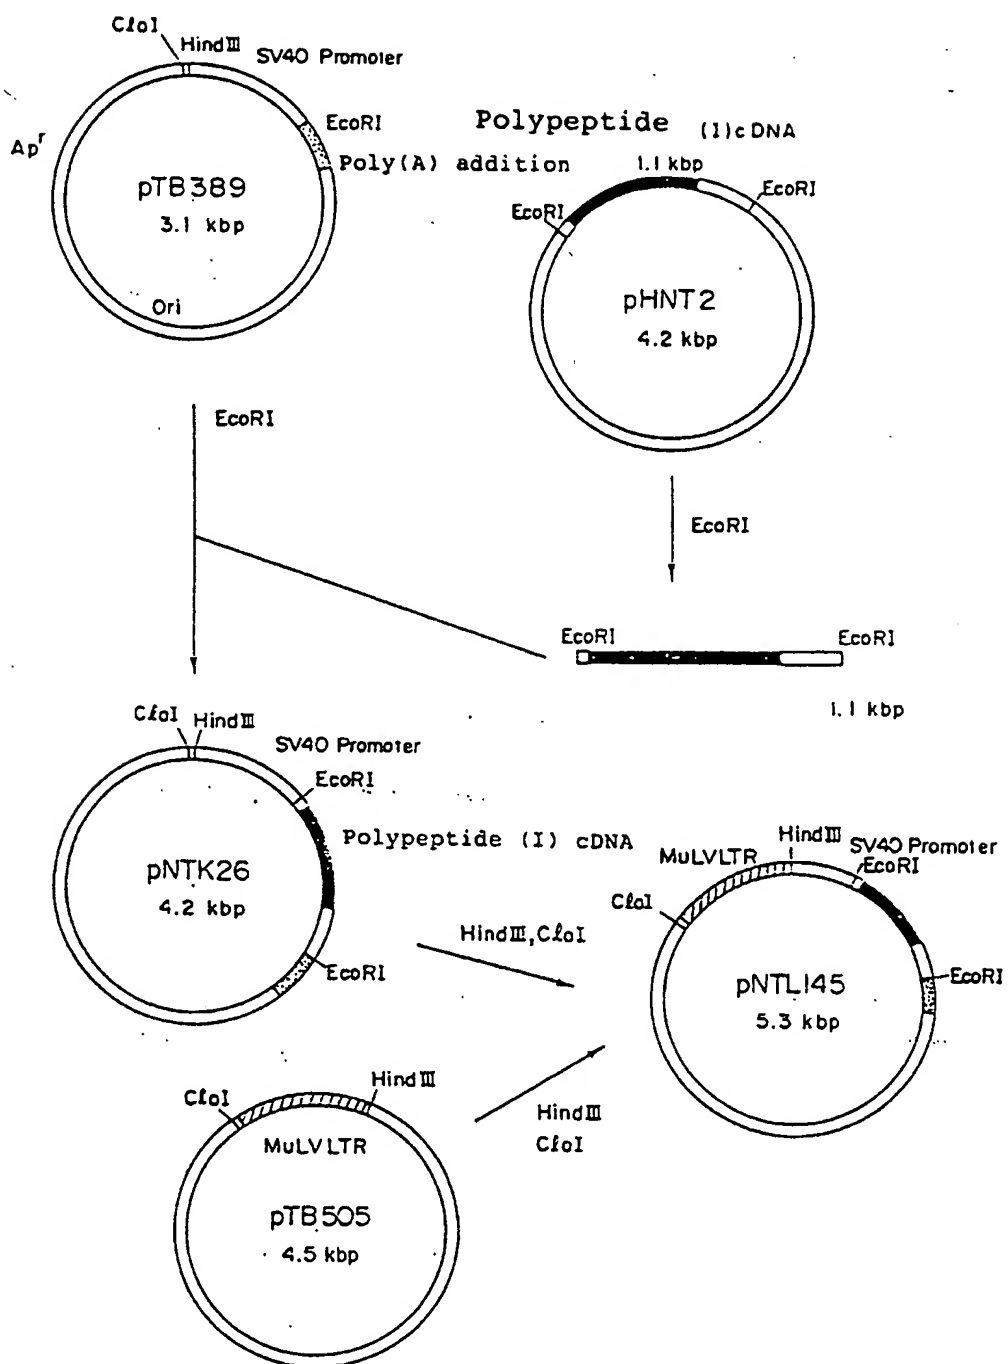 ClaI
HindⅢ
SV40 Promoter
EcoRI
Apʳ
Poly(A) addition
pTB389
3.1 kbp
Ori
Polypeptide (I)cDNA
1.1 kbp
EcoRI
EcoRI
pHNT2
4.2 kbp
EcoRI
EcoRI
EcoRI
EcoRI
1.1 kbp
ClaI
HindⅢ
SV40 Promoter
EcoRI
Polypeptide (I) cDNA
pNTK26
4.2 kbp
EcoRI
HindⅢ,ClaI
MuLVLTR
HindⅢ
SV40 Promoter
EcoRI
ClaI
EcoRI
pNTL145
5.3 kbp
ClaI
HindⅢ
MuLVLTR
pTB505
4.5 kbp
HindⅢ
ClaI